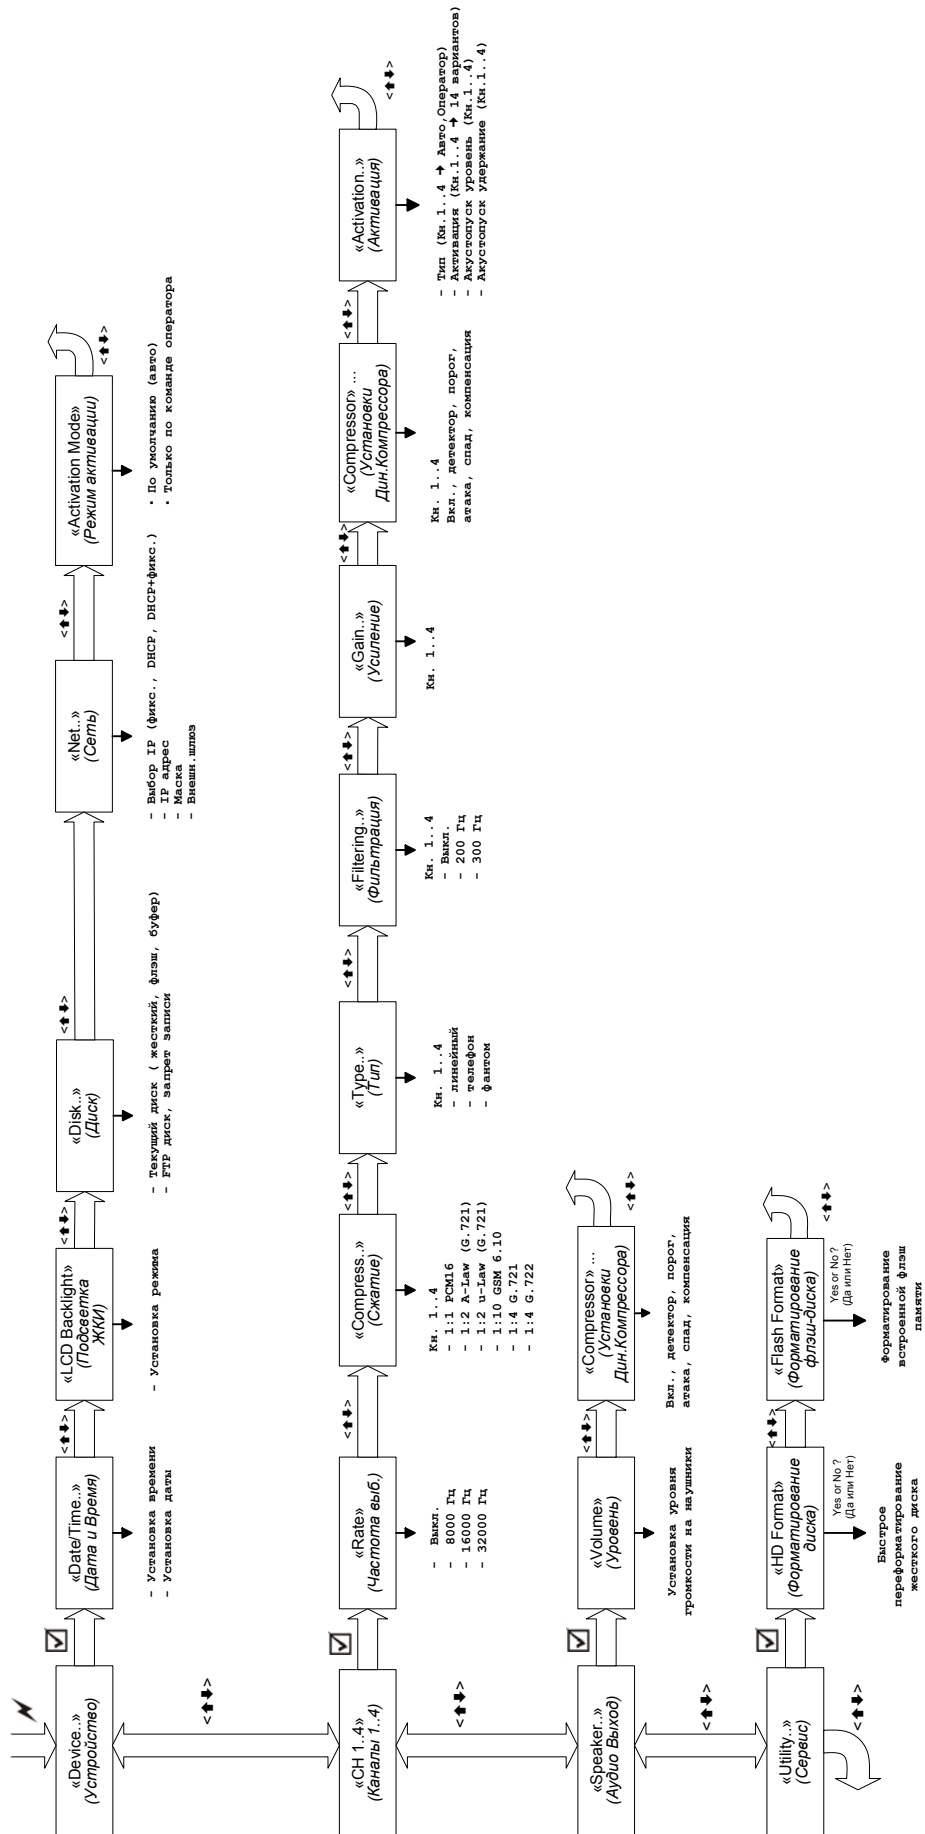 «Device..»
(Устройство)
«Date/Time..»
(Дата и Время)
- Установка времени
- Установка даты
<🡅🡇>
«LCD Backlight»
(Подсветка
ЖКИ)
- Установка режима
<🡅🡇>
«Disk..»
(Диск)
- Текущий диск ( жесткий, флэш, буфер)
- FTP диск, запрет записи
<🡅🡇>
«Net..»
(Сеть)
- Выбор IP (фикс., DHCP, DHCP+фикс.)
- IP адрес
- Маска
- Внешн.шлюз
<🡅🡇>
«Activation Mode»
(Режим активации)
· По умолчанию (авто)
· Только по команде оператора
<🡅🡇>
<🡅🡇>
«CH 1..4»
(Каналы 1..4)
«Rate»
(Частота выб.)
- Выкл.
- 8000 Гц
- 16000 Гц
- 32000 Гц
<🡅🡇>
«Compress..»
(Сжатие)
Кн. 1..4
- 1:1 PCM16
- 1:2 A-Law (G.721)
- 1:2 u-Law (G.721)
- 1:10 GSM 6.10
- 1:4 G.721
- 1:4 G.722
<🡅🡇>
«Type..»
(Тип)
Кн. 1..4
- линейный
- телефон
- фантом
<🡅🡇>
«Filtering..»
(Фильтрация)
Кн. 1..4
- Выкл.
- 200 Гц
- 300 Гц
<🡅🡇>
«Gain..»
(Усиление)
Кн. 1..4
<🡅🡇>
«Compressor» ...
(Установки
Дин.Компрессора)
Кн. 1..4
Вкл., детектор, порог,
атака, спад, компенсация
<🡅🡇>
«Activation..»
(Активация)
- Тип (Кн.1..4 ➔ Авто,Оператор)
- Активация (Кн.1..4 ➔ 14 вариантов)
- Акустопуск уровень (Кн.1..4)
- Акустопуск удержание (Кн.1..4)
<🡅🡇>
<🡅🡇>
«Speaker..»
(Аудио Выход)
«Volume»
(Уровень)
Установка уровня
громкости на наушники
<🡅🡇>
«Compressor» ...
(Установки
Дин.Компрессора)
Вкл., детектор, порог,
атака, спад, компенсация
<🡅🡇>
<🡅🡇>
«Utility..»
(Сервис)
<🡅🡇>
«HD Format»
(Форматирование
диска)
Yes or No ?
(Да или Нет)
Быстрое
переформатирование
жесткого диска
<🡅🡇>
«Flash Format»
(Форматирование
флэш-диска)
Yes or No ?
(Да или Нет)
Форматирование
встроенной флэш
памяти
<🡅🡇>